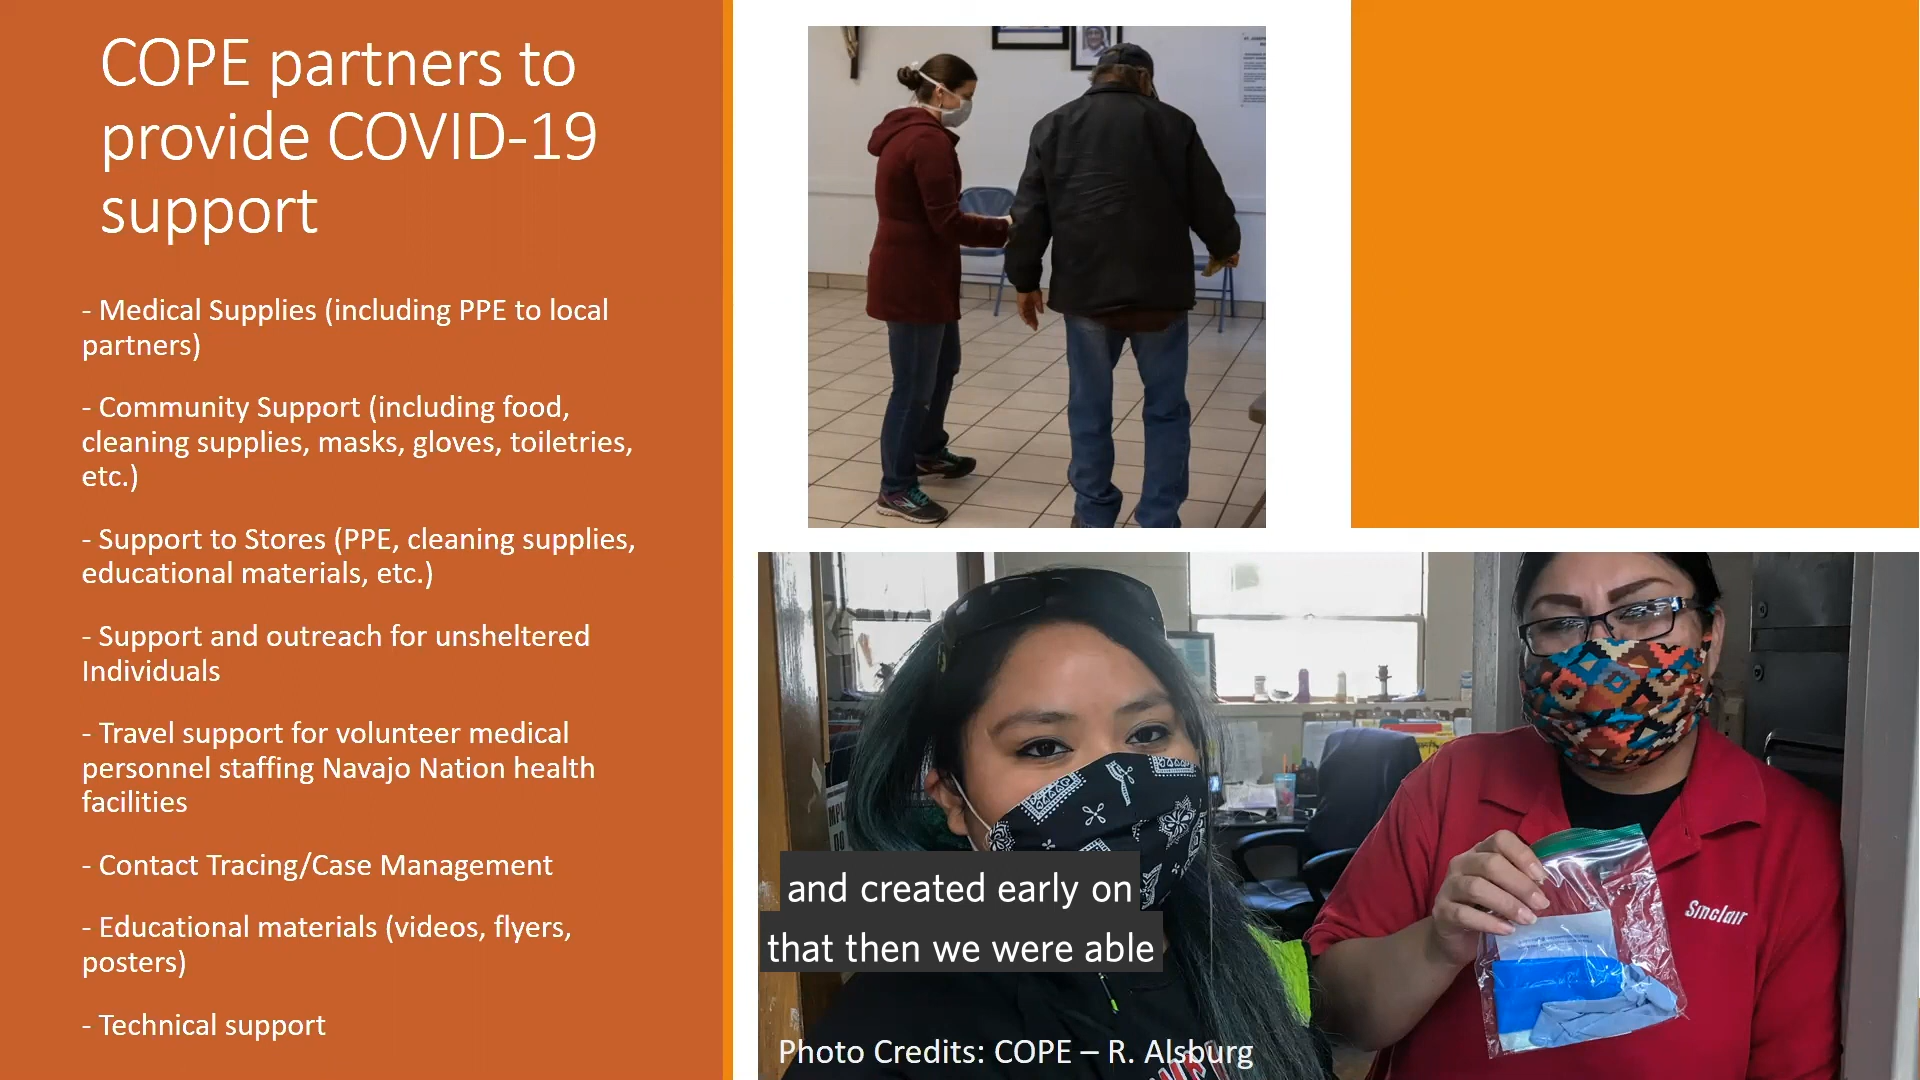 COPE partners to
provide COVID-19
support
- Medical Supplies (including PPE to local
partners)
- Community Support (including food,
cleaning supplies, masks, gloves, toiletries,
etc.)
- Support to Stores (PPE, cleaning supplies,
educational materials, etc.)
- Support and outreach for unsheltered
Individuals
- Travel support for volunteer medical
personnel staffing Navajo Nation health
facilities
- Contact Tracing/Case Management
- Educational materials (videos, flyers,
posters)
- Technical support
Sinclair
and created early on
that then we were able
Photo Credits: COPE – R. Alsburg